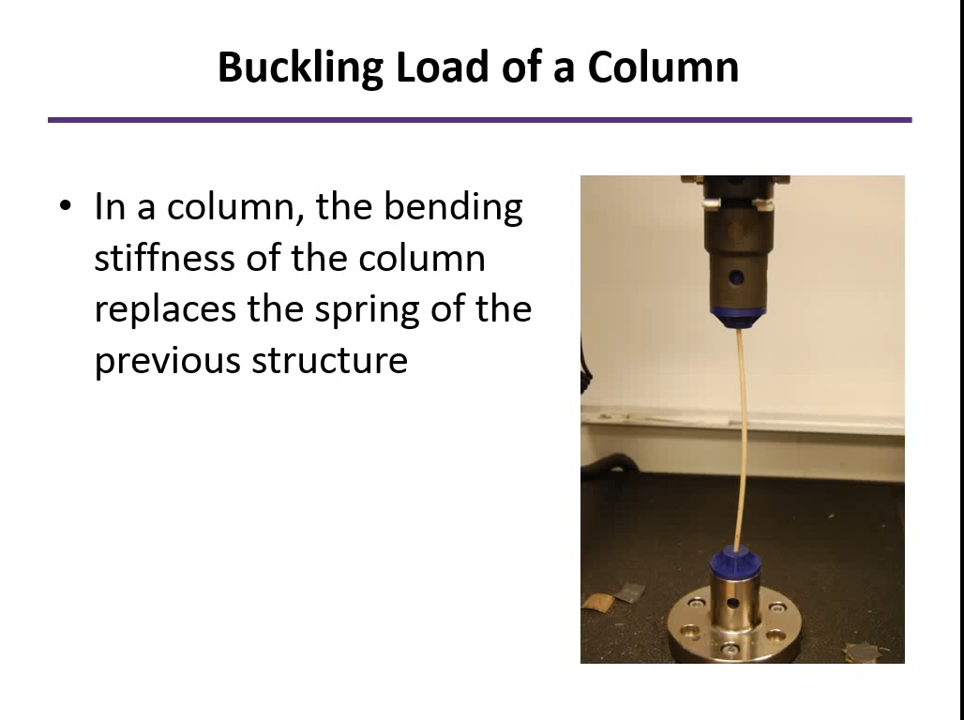 Buckling Load of a Column
• In a column, the bending
stiffness of the column
replaces the spring of the
previous structure